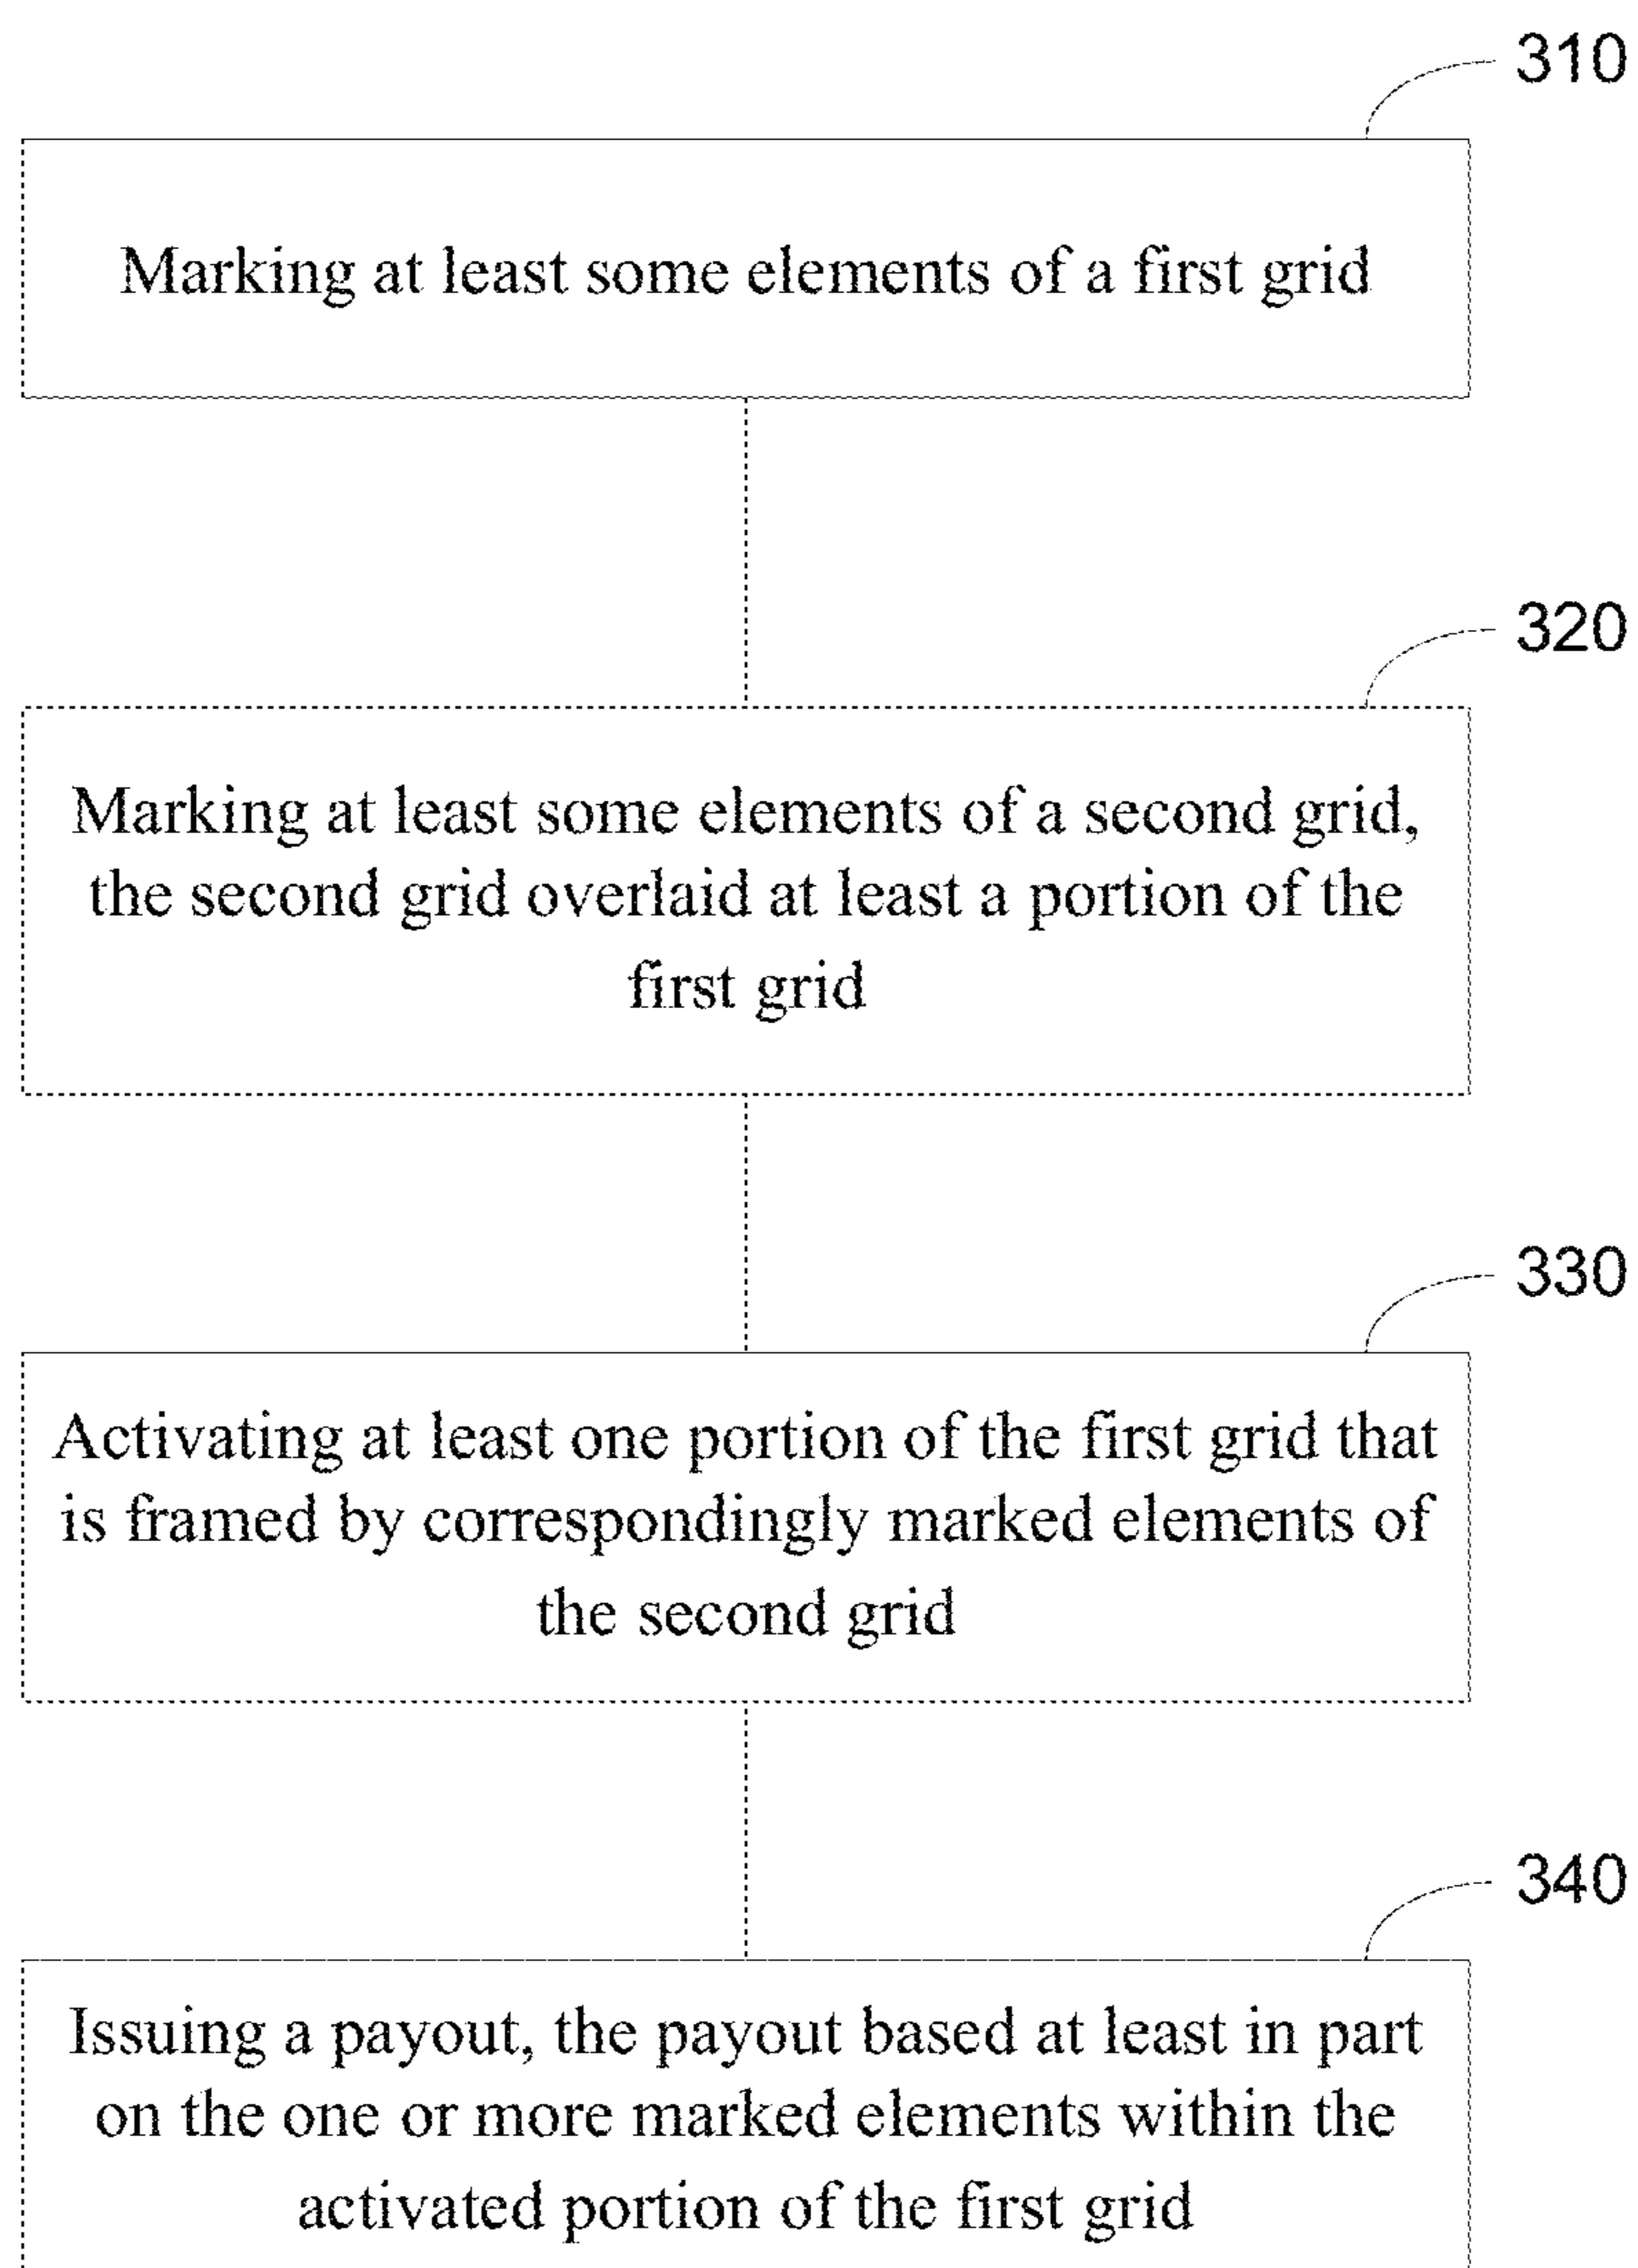 310
Marking at least some elements of a first grid
320
Marking at least some elements of a second grid,
the second grid overlaid at least a portion of the
first grid
330
Activating at least one portion of the first grid that
is framed by correspondingly marked elements of
the second grid
340
Issuing a payout, the payout based at least in part
on the one or more marked elements within the
activated portion of the first grid